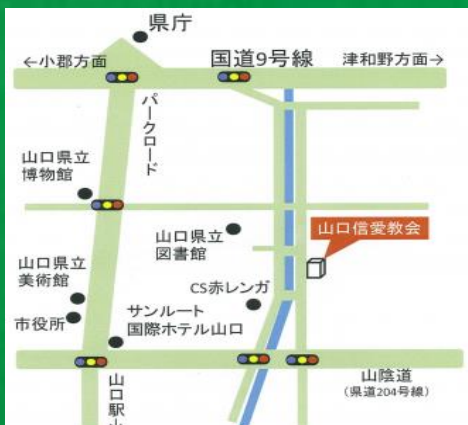 県庁
←小郡方面
国道9号線
津和野方面→
パークロード
山口県立
博物館
山口県立
図書館
山口信愛教会
山口県立
美術館
CS赤レンガ
市役所
サンルート
国際ホテル山口
山陰道
（県道204号線）
山口駅